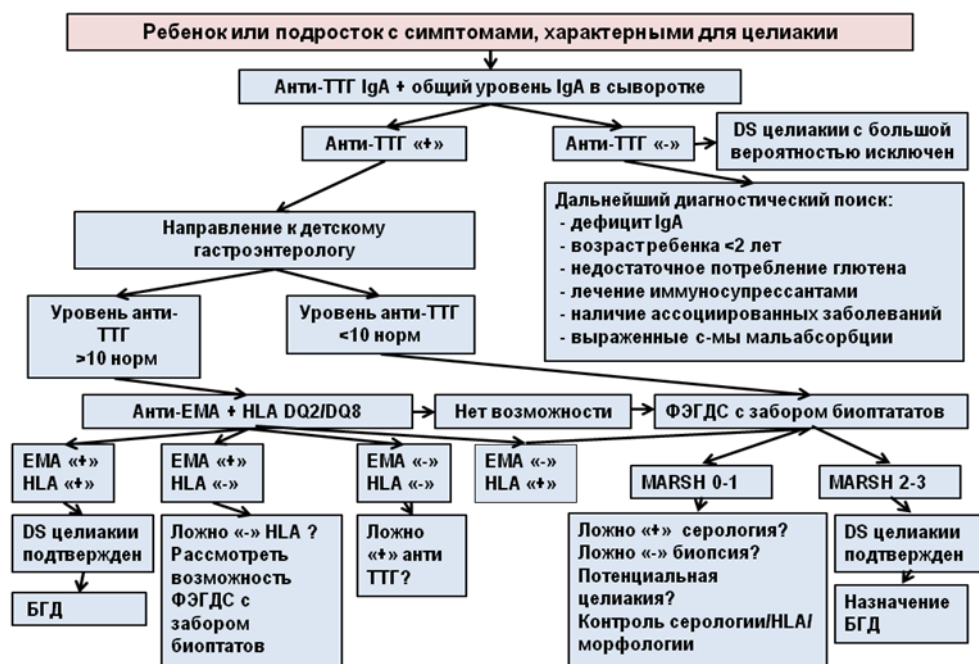 Ребенок или подросток с симптомами, характерными для целиакии
Анти-ТТГ IgA + общий уровень IgA в сыворотке
Анти-ТТГ «+»
Анти-ТТГ «-»
DS целиакии с большой
вероятностью исключен
Направление к детскому
гастроэнтерологу
Дальнейший диагностический поиск:
- дефицит IgA
- возраст ребенка <2 лет
- недостаточное потребление глютена
- лечение иммуносупрессантами
- наличие ассоциированных заболеваний
- выраженные с-мы мальабсорбции
Уровень анти-
ТТГ
>10 норм
Уровень анти-ТТГ
<10 норм
Анти-EMA + HLA DQ2/DQ8
Нет возможности
ФЭГДС с забором биоптатов
EMA «+»
HLA «+»
EMA «+»
HLA «-»
EMA «-»
HLA «-»
EMA «-»
HLA «+»
MARSH 0-1
MARSH 2-3
DS целиакии
подтвержден
БГД
Ложно «-» HLA ?
Рассмотреть
возможность
ФЭГДС с
забором
биоптатов
Ложно
«+» анти
ТТГ?
Ложно «+» серология?
Ложно «-» биопсия?
Потенциальная
целиакия?
Контроль серологии/HLA/
морфологии
DS целиакии
подтвержден
Назначение
БГД